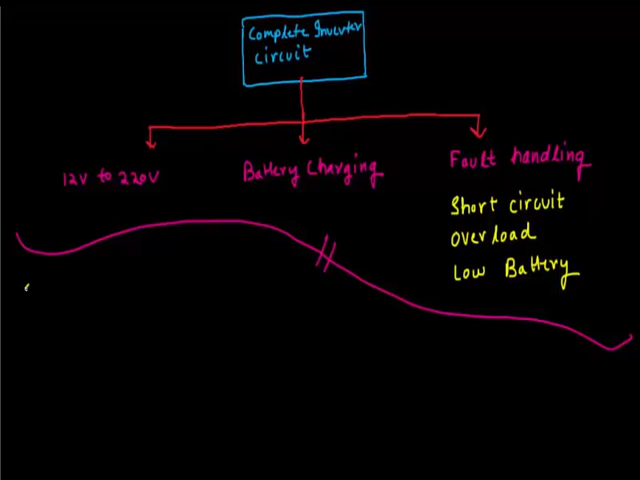 Complete Inverter
circuit
12V to 220V
Battery Charging
Fault handling
Short circuit
Overload
Low Battery